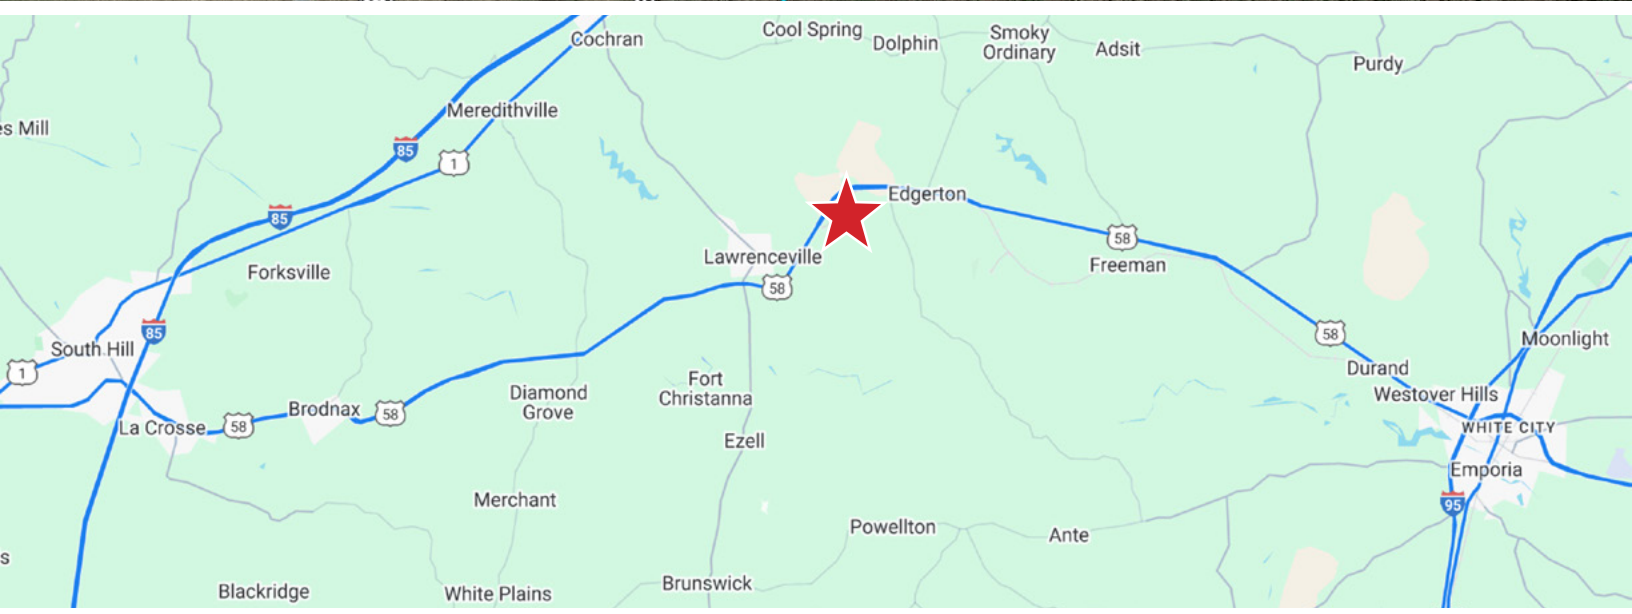 Cochran
Cool Spring
Dolphin
Smoky
Ordinary
Adsit
Purdy
Meredithville
es Mill
85
1
85
Edgerton
58
Freeman
Lawrenceville
58
Forksville
85
58
South Hill
1
Moonlight
Durand
Westover Hills
Diamond
Grove
Fort
Christanna
Brodnax
58
La Crosse
58
WHITE CITY
Ezell
Emporia
95
Merchant
Powellton
Ante
s
Blackridge
White Plains
Brunswick